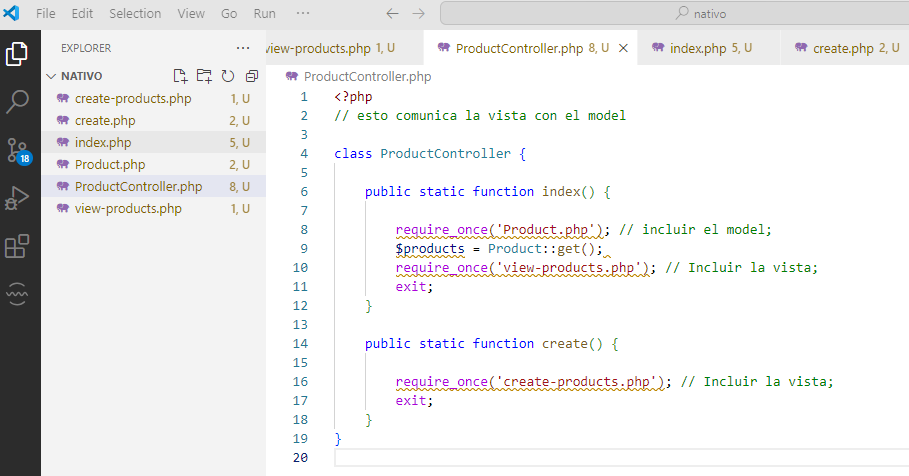 File Edit Selection View Go Run ··· ← → nativo
EXPLORER ···
view-products.php 1, U ProductController.php 8, U × index.php 5, U create.php 2, U
NATIVO
ProductController.php
create-products.php 1, U
create.php 2, U
index.php 5, U
Product.php 2, U
ProductController.php 8, U
view-products.php 1, U
18
1 <?php
2 // esto comunica la vista con el model
3
4 class ProductController {
5
6 public static function index() {
7
8 require_once('Product.php'); // incluir el model;
9 $products = Product::get();
10 require_once('view-products.php'); // Incluir la vista;
11 exit;
12 }
13
14 public static function create() {
15
16 require_once('create-products.php'); // Incluir la vista;
17 exit;
18 }
19 }
20